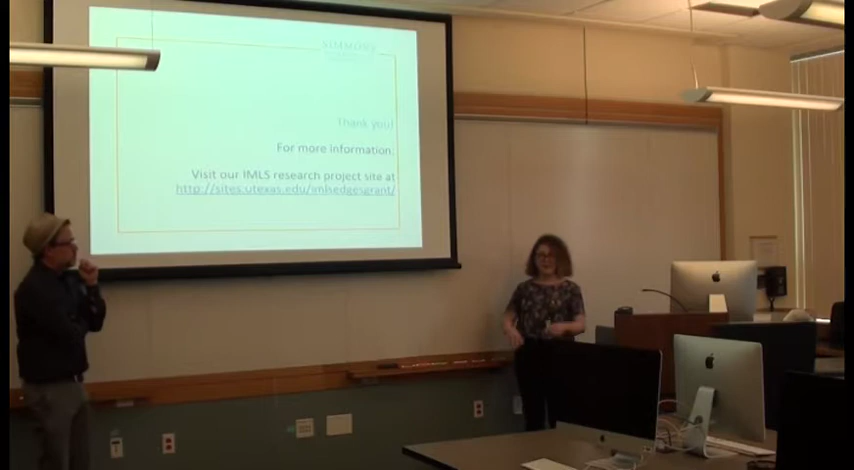 SIMMONS
Thank you!
For more information:
Visit our IMLS research project site at
http://sites.utexas.edu/imlsedgesgrant/